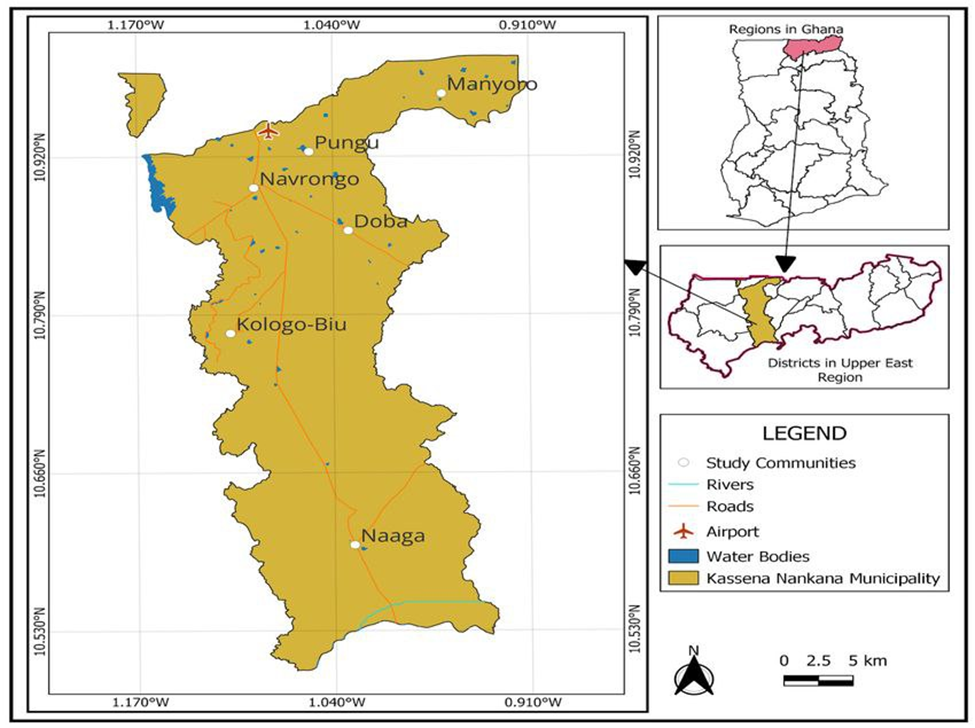 1.170°W 1.040°W 0.910°W
Regions in Ghana
Manyoro
Pungu
10.920°N 10.920°N
Navrongo
Doba
10.790°N 10.790°N
Kologo-Biu
Districts in Upper East
Region
LEGEND
Study Communities
Rivers
Roads
Airport
Water Bodies
Kassena Nankana Municipality
10.660°N 10.660°N
Naaga
10.530°N 10.530°N
N
0 2.5 5 km
1.170°W 1.040°W 0.910°W